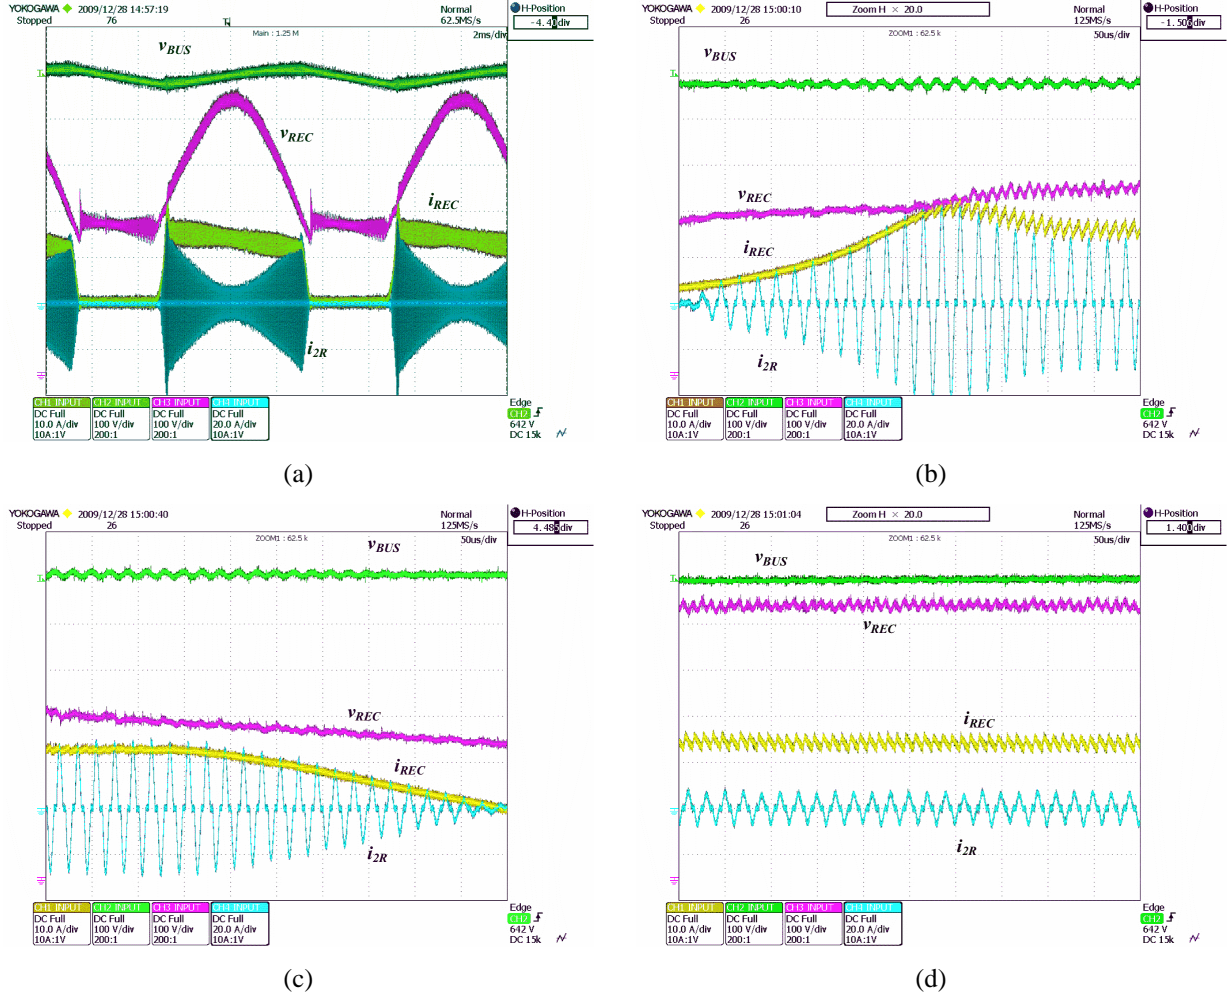 YOKOGAWA 2009/12/28 14:57:19 Normal H-Position
Stopped 76 62.5MS/s -4.40div
Main : 1.25 M 2ms/div
vBUS
vREC
iREC
i2R
CH1 INPUT CH2 INPUT CH3 INPUT CH4 INPUT Edge
DC Full DC Full DC Full DC Full CH2
10.0 A/div 100 V/div 100 V/div 20.0 A/div 642 V
10A:1V 200:1 200:1 10A:1V DC 15k
(a)
YOKOGAWA 2009/12/28 15:00:10 Zoom H × 20.0 Normal H-Position
Stopped 26 125MS/s
ZOOM1 : 62.5 k 50us/div
vBUS
vREC
iREC
i2R
CH1 INPUT CH2 INPUT CH3 INPUT CH4 INPUT Edge
DC Full DC Full DC Full DC Full CH2
10.0 A/div 100 V/div 100 V/div 20.0 A/div 642 V
10A:1V 200:1 200:1 10A:1V DC 15k
(b)
YOKOGAWA 2009/12/28 15:00:40 Normal H-Position
Stopped 26 125MS/s
ZOOM1 : 62.5 k 50us/div
vBUS
vREC
iREC
i2R
CH1 INPUT CH2 INPUT CH3 INPUT CH4 INPUT Edge
DC Full DC Full DC Full DC Full CH2
10.0 A/div 100 V/div 100 V/div 20.0 A/div 642 V
10A:1V 200:1 200:1 10A:1V DC 15k
(c)
YOKOGAWA 2009/12/28 15:01:04 Zoom H × 20.0 Normal H-Position
Stopped 26 125MS/s 1.400div
ZOOM1 : 62.5 k 50us/div
vBUS
vREC
iREC
i2R
CH1 INPUT CH2 INPUT CH3 INPUT CH4 INPUT Edge
DC Full DC Full DC Full DC Full CH2
10.0 A/div 100 V/div 100 V/div 20.0 A/div 642 V
10A:1V 200:1 200:1 10A:1V DC 15k
(d)